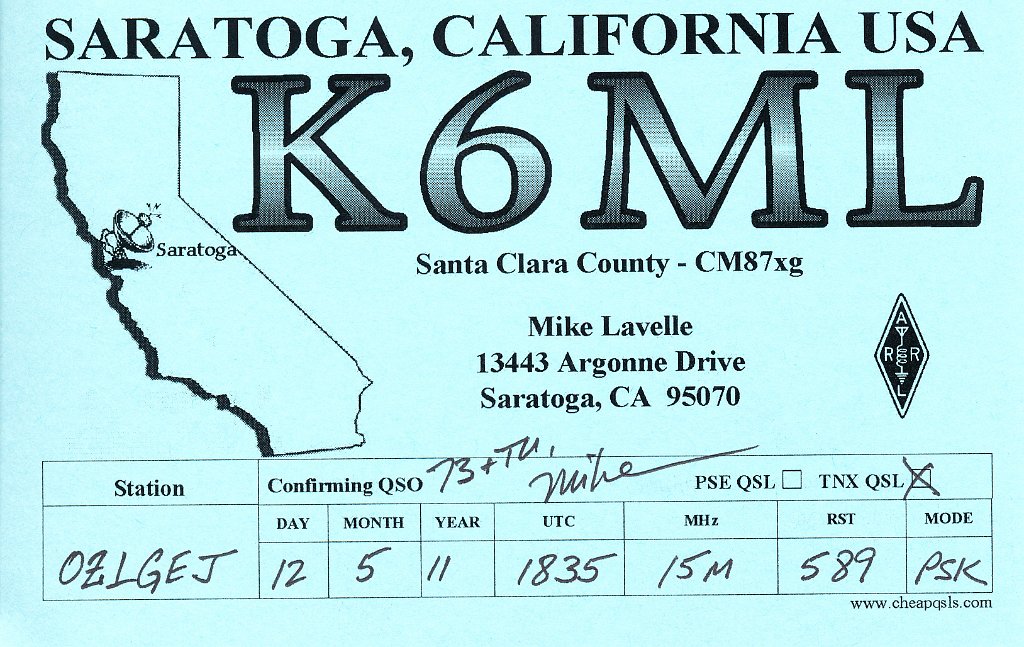 SARATOGA, CALIFORNIA USA
K6ML
Saratoga
Santa Clara County - CM87xg
Mike Lavelle
13443 Argonne Drive
Saratoga, CA 95070
A
R R
L
Station
Confirming QSO 73 + TU, Mike PSE QSL TNX QSL
DAY MONTH YEAR UTC MHz RST MODE
OZ1GEJ 12 5 11 1835 15M 589 PSK
www.cheapqsls.com